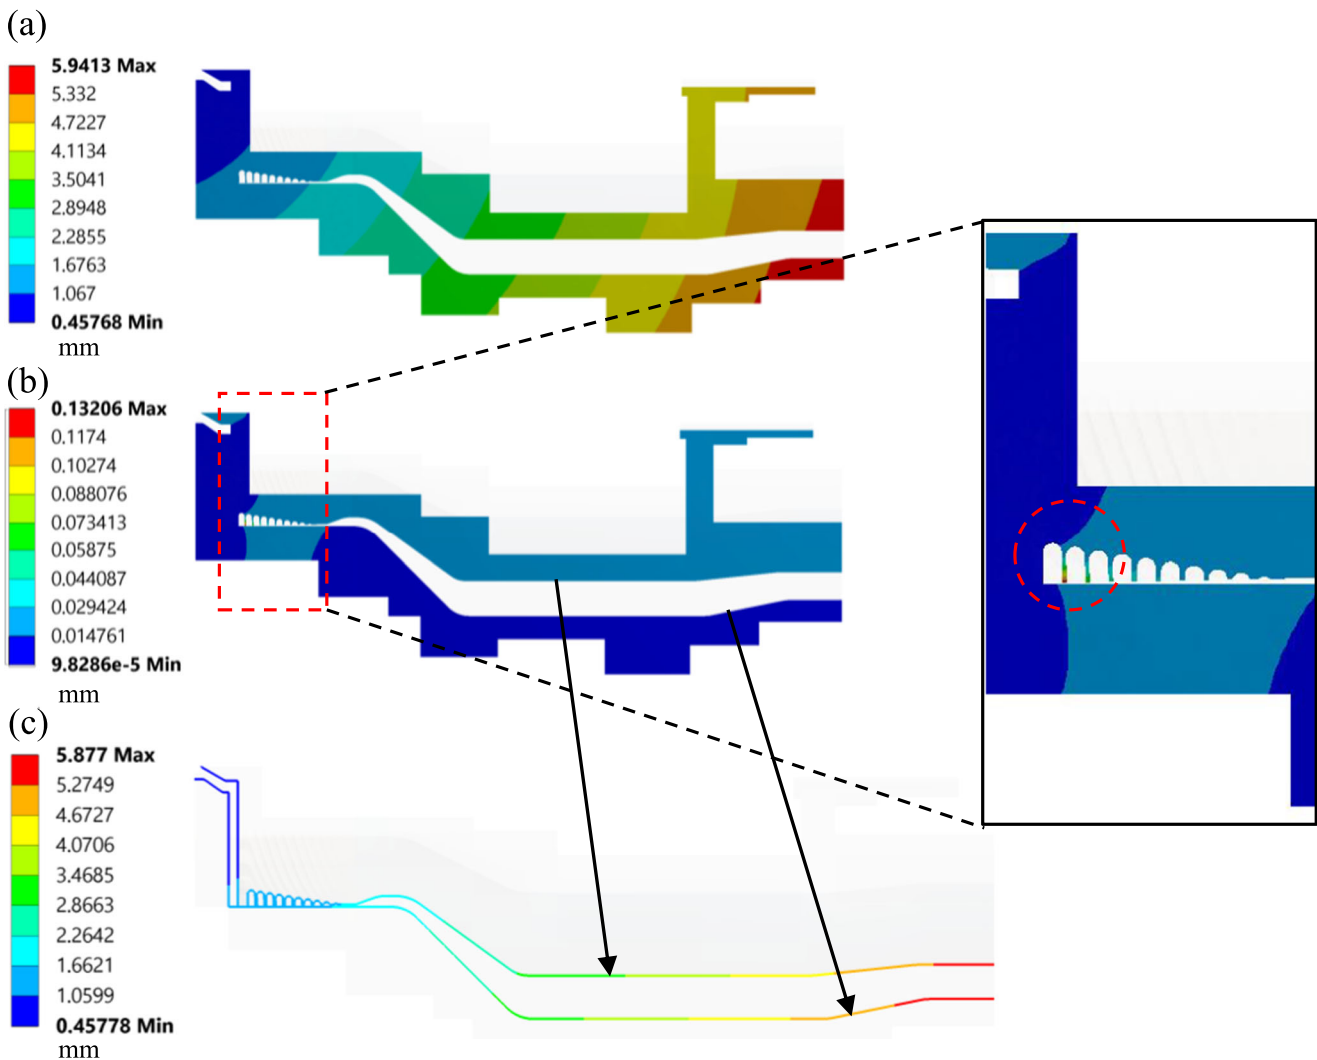 (a)
5.9413 Max
5.332
4.7227
4.1134
3.5041
2.8948
2.2855
1.6763
1.067
0.45768 Min
mm
(b)
0.13206 Max
0.1174
0.10274
0.088076
0.073413
0.05875
0.044087
0.029424
0.014761
9.8286e-5 Min
mm
(c)
5.877 Max
5.2749
4.6727
4.0706
3.4685
2.8663
2.2642
1.6621
1.0599
0.45778 Min
mm